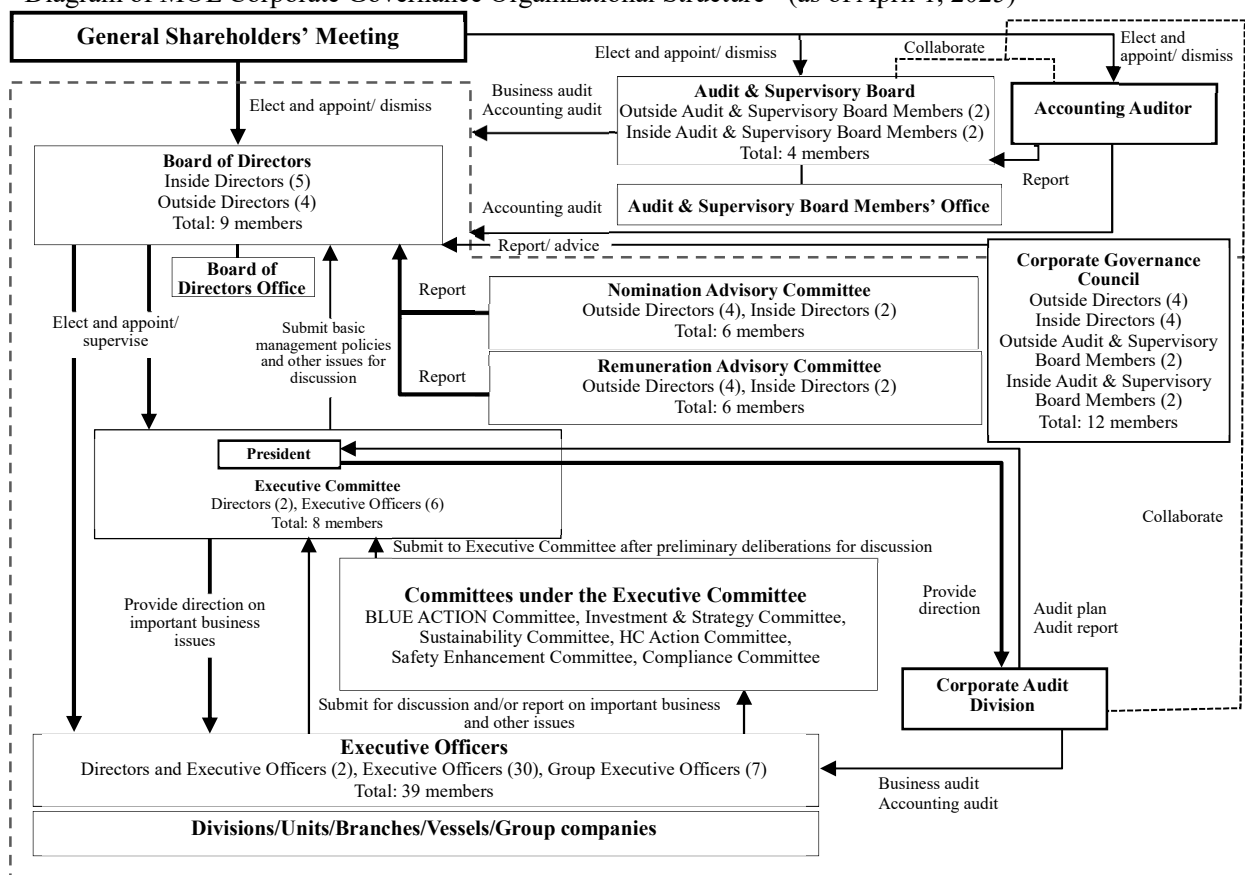 Diagram of MOL Corporate Governance Organizational Structure (as of April 1, 2025)
General Shareholders' Meeting
Elect and appoint/ dismiss
Collaborate
Elect and
appoint/ dismiss
Elect and appoint/ dismiss
Business audit
Accounting audit
Audit & Supervisory Board
Outside Audit & Supervisory Board Members (2)
Inside Audit & Supervisory Board Members (2)
Total: 4 members
Accounting Auditor
Board of Directors
Inside Directors (5)
Outside Directors (4)
Total: 9 members
Report
Accounting audit
Audit & Supervisory Board Members' Office
Report/ advice
Board of
Directors Office
Corporate Governance
Council
Outside Directors (4)
Inside Directors (4)
Outside Audit & Supervisory
Board Members (2)
Inside Audit & Supervisory
Board Members (2)
Total: 12 members
Report
Nomination Advisory Committee
Outside Directors (4), Inside Directors (2)
Total: 6 members
Elect and appoint/
supervise
Submit basic
management policies
and other issues for
discussion
Report
Remuneration Advisory Committee
Outside Directors (4), Inside Directors (2)
Total: 6 members
President
Executive Committee
Directors (2), Executive Officers (6)
Total: 8 members
Collaborate
Submit to Executive Committee after preliminary deliberations for discussion
Committees under the Executive Committee
BLUE ACTION Committee, Investment & Strategy Committee,
Sustainability Committee, HC Action Committee,
Safety Enhancement Committee, Compliance Committee
Provide direction on
important business
issues
Provide
direction
Audit plan
Audit report
Corporate Audit
Division
Submit for discussion and/or report on important business
and other issues
Executive Officers
Directors and Executive Officers (2), Executive Officers (30), Group Executive Officers (7)
Total: 39 members
Business audit
Accounting audit
Divisions/Units/Branches/Vessels/Group companies